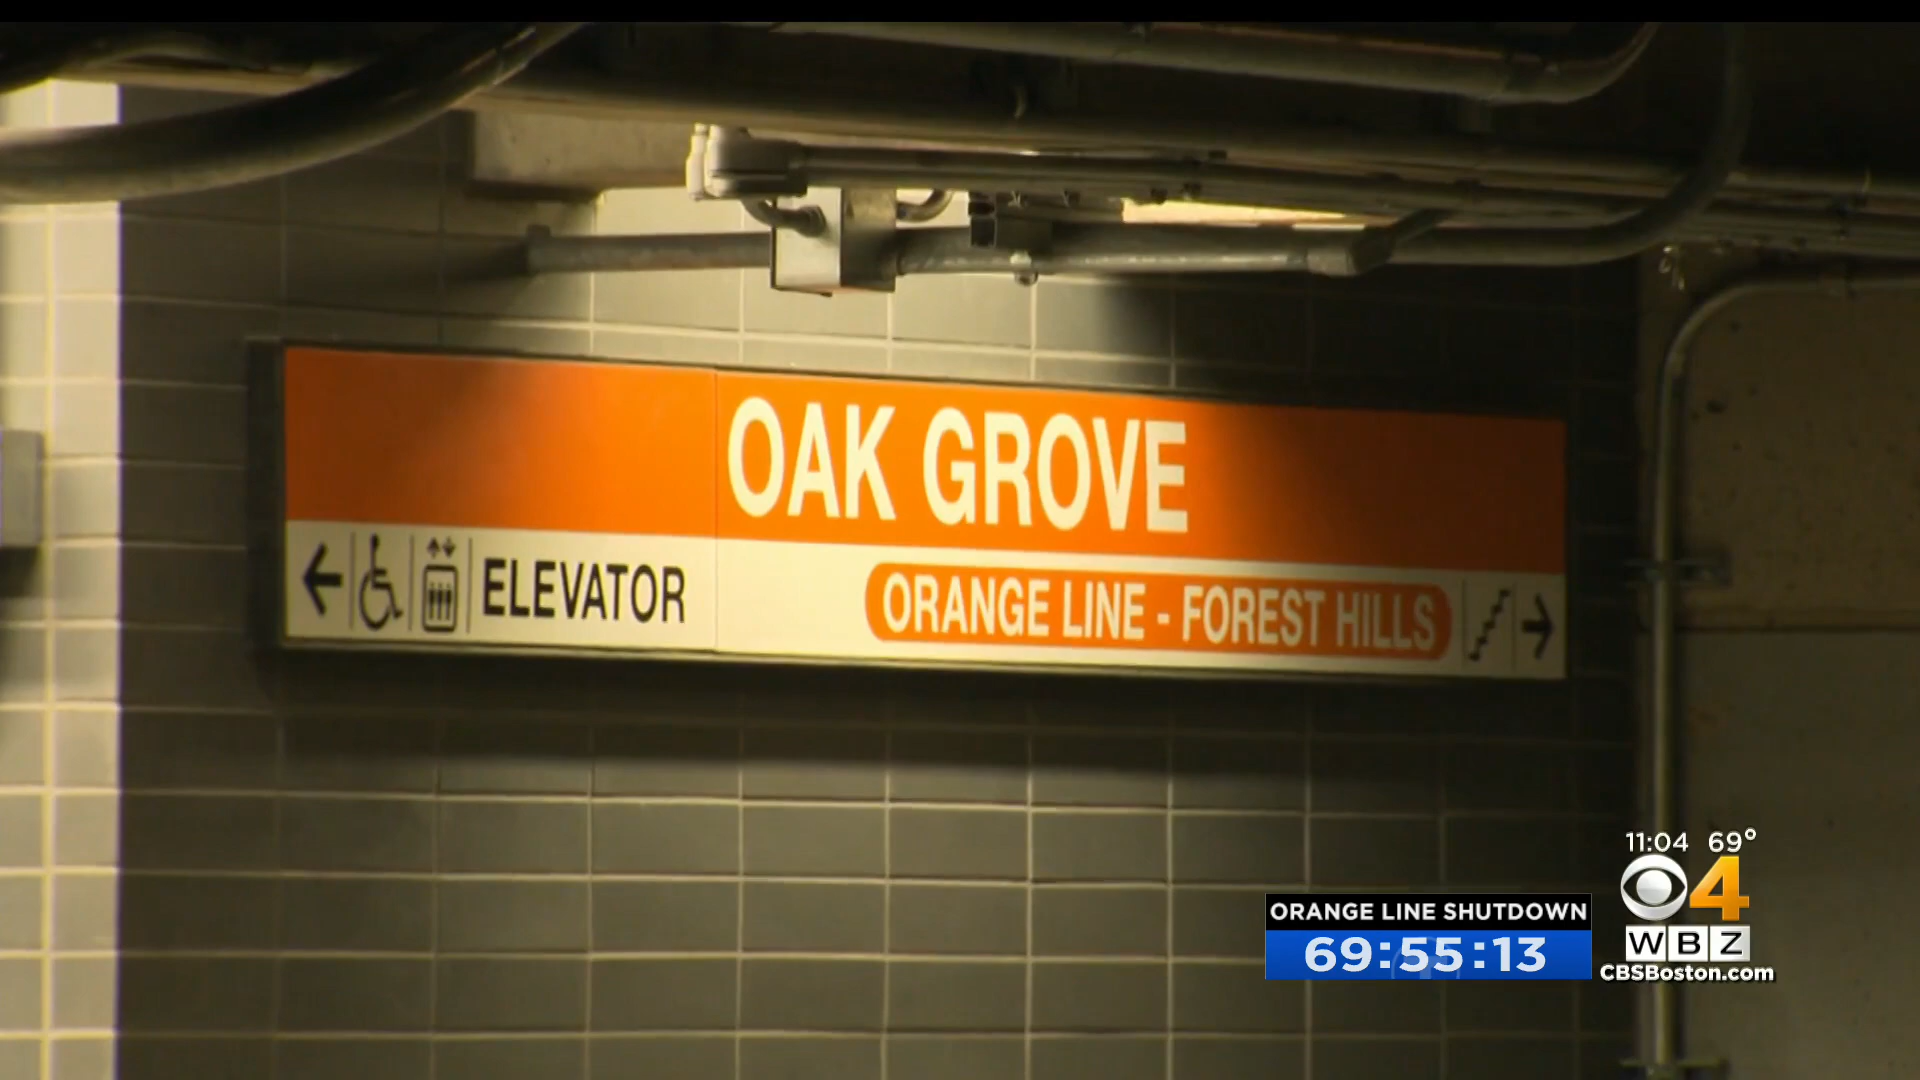 OAK GROVE
ELEVATOR
ORANGE LINE - FOREST HILLS
11:04 69°
4
WBZ
CBSBoston.com
ORANGE LINE SHUTDOWN
69:55:13